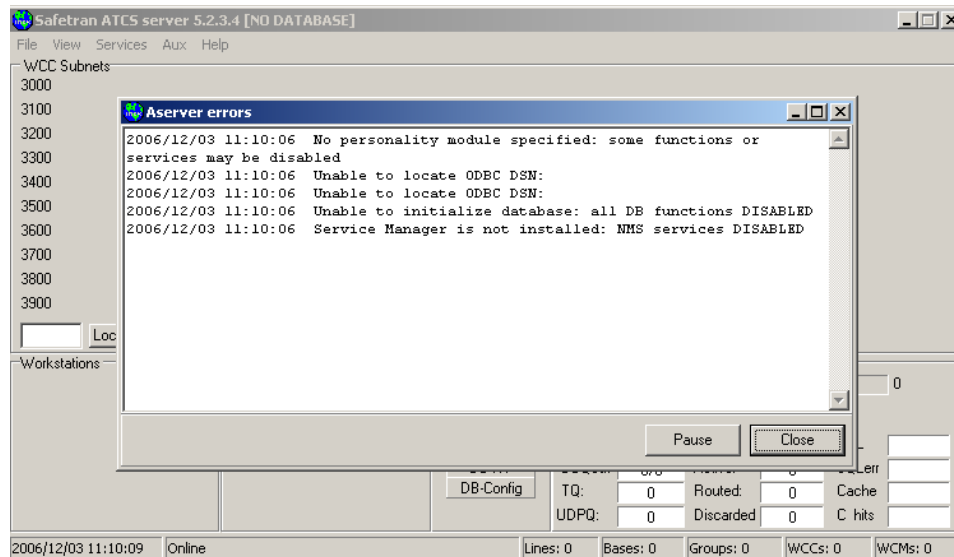 Safetran ATCS server 5.2.3.4 [NO DATABASE]
File View Services Aux Help
WCC Subnets
3000
3100
3200
3300
3400
3500
3600
3700
3800
3900
Aserver errors
2006/12/03 11:10:06 No personality module specified: some functions or
services may be disabled
2006/12/03 11:10:06 Unable to locate ODBC DSN:
2006/12/03 11:10:06 Unable to locate ODBC DSN:
2006/12/03 11:10:06 Unable to initialize database: all DB functions DISABLED
2006/12/03 11:10:06 Service Manager is not installed: NMS services DISABLED
Pause Close
Workstations
0
DB-Config
TQ: 0 Routed: 0 Cache
UDPQ: 0 Discarded 0 C hits
2006/12/03 11:10:09 Online Lines: 0 Bases: 0 Groups: 0 WCCs: 0 WCMs: 0